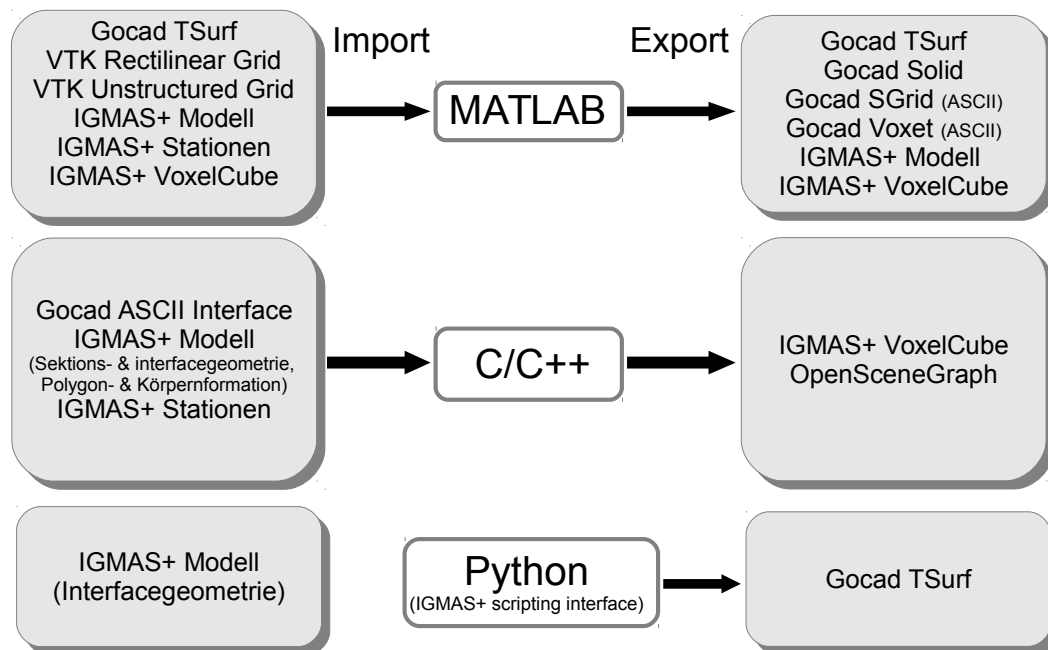 Import
Export
Gocad TSurf
VTK Rectilinear Grid
VTK Unstructured Grid
IGMAS+ Modell
IGMAS+ Stationen
IGMAS+ VoxelCube
MATLAB
Gocad TSurf
Gocad Solid
Gocad SGrid (ASCII)
Gocad Voxet (ASCII)
IGMAS+ Modell
IGMAS+ VoxelCube
Gocad ASCII Interface
IGMAS+ Modell
(Sektions- & interfacegeometrie,
Polygon- & Körpernformation)
IGMAS+ Stationen
C/C++
IGMAS+ VoxelCube
OpenSceneGraph
IGMAS+ Modell
(Interfacegeometrie)
Python
(IGMAS+ scripting interface)
Gocad TSurf